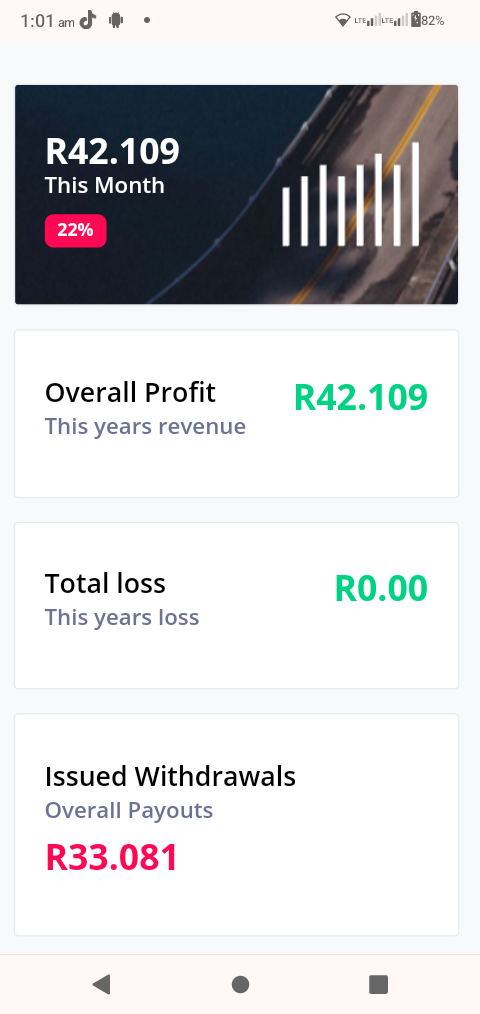 1:01 am
LTE LTE 82%
R42.109
This Month
22%
Overall Profit
R42.109
This years revenue
Total loss
R0.00
This years loss
Issued Withdrawals
Overall Payouts
R33.081